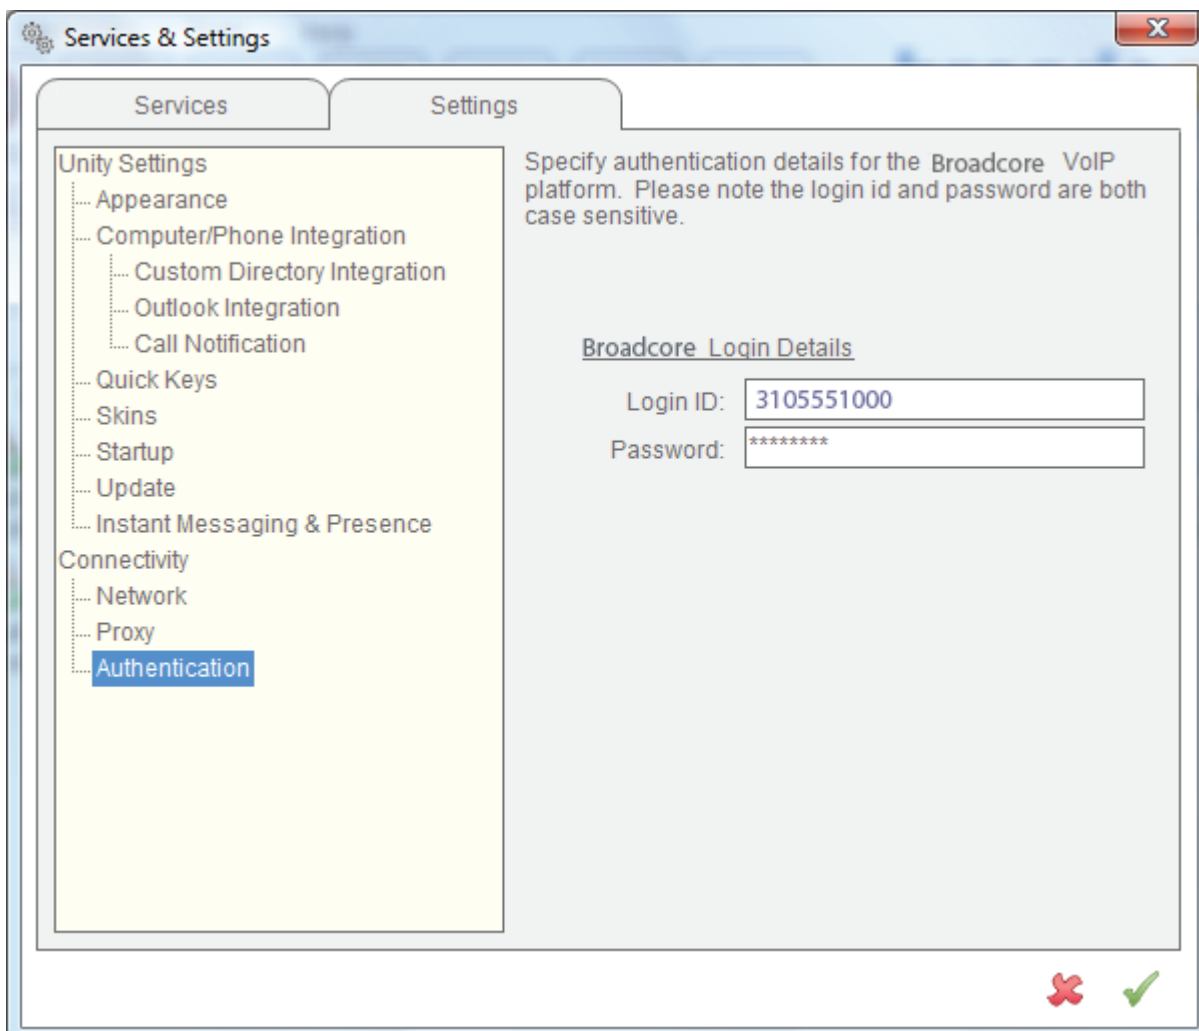 Services & Settings
Services
Settings
Unity Settings
Appearance
Computer/Phone Integration
Custom Directory Integration
Outlook Integration
Call Notification
Quick Keys
Skins
Startup
Update
Instant Messaging & Presence
Connectivity
Network
Proxy
Authentication
Specify authentication details for the Broadcore VoIP
platform. Please note the login id and password are both
case sensitive.
Broadcore Login Details
Login ID: 3105551000
Password: ********